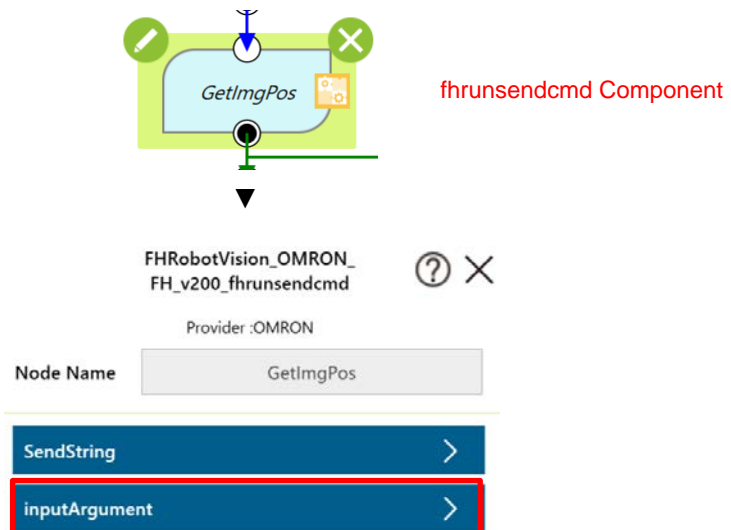 GetImgPos
fhrunsendcmd Component
FHRobotVision_OMRON_
FH_v200_fhrunsendcmd
Provider :OMRON
Node Name
GetImgPos
SendString
inputArgument